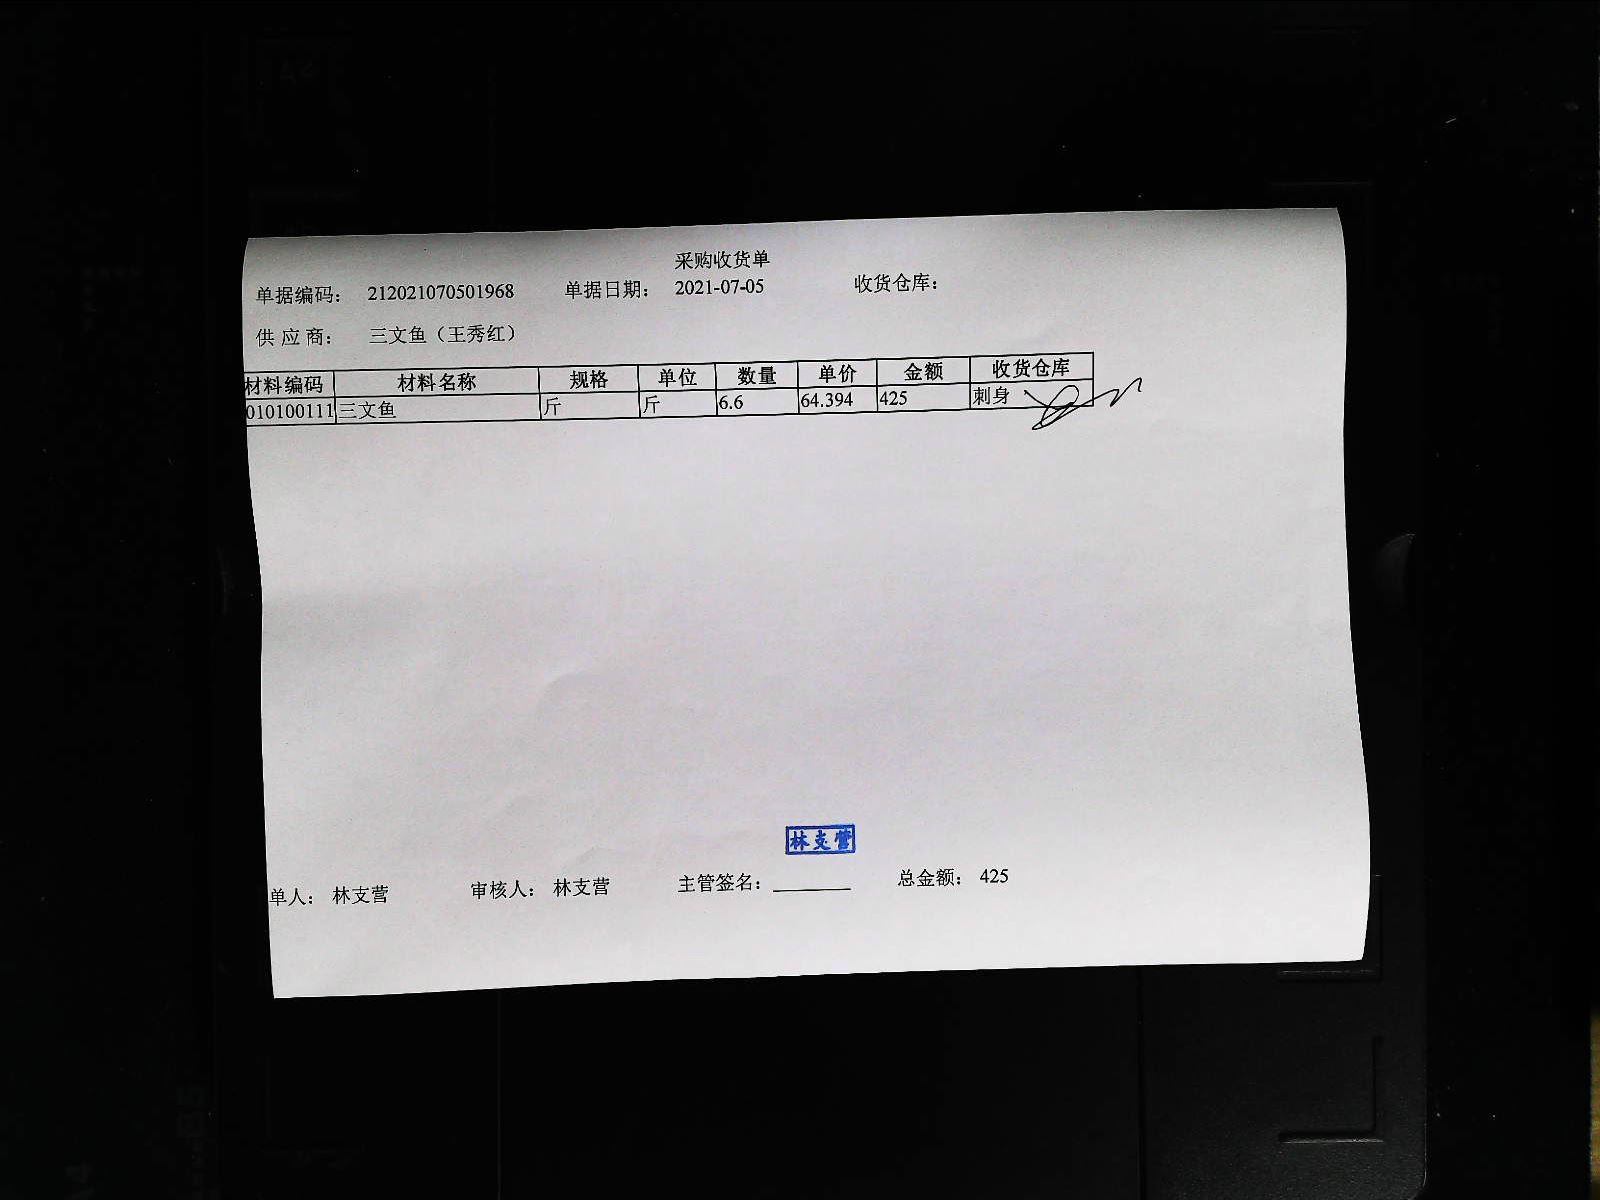 采购收货单
单据编码： 212021070501968 单据日期： 2021-07-05 收货仓库：
供 应 商： 三文鱼（王秀红）
材料编码 材料名称 规格 单位 数量 单价 金额 收货仓库
010100111 三文鱼 斤 斤 6.6 64.394 425 刺身
林支营
单人： 林支营 审核人： 林支营 主管签名： 总金额： 425